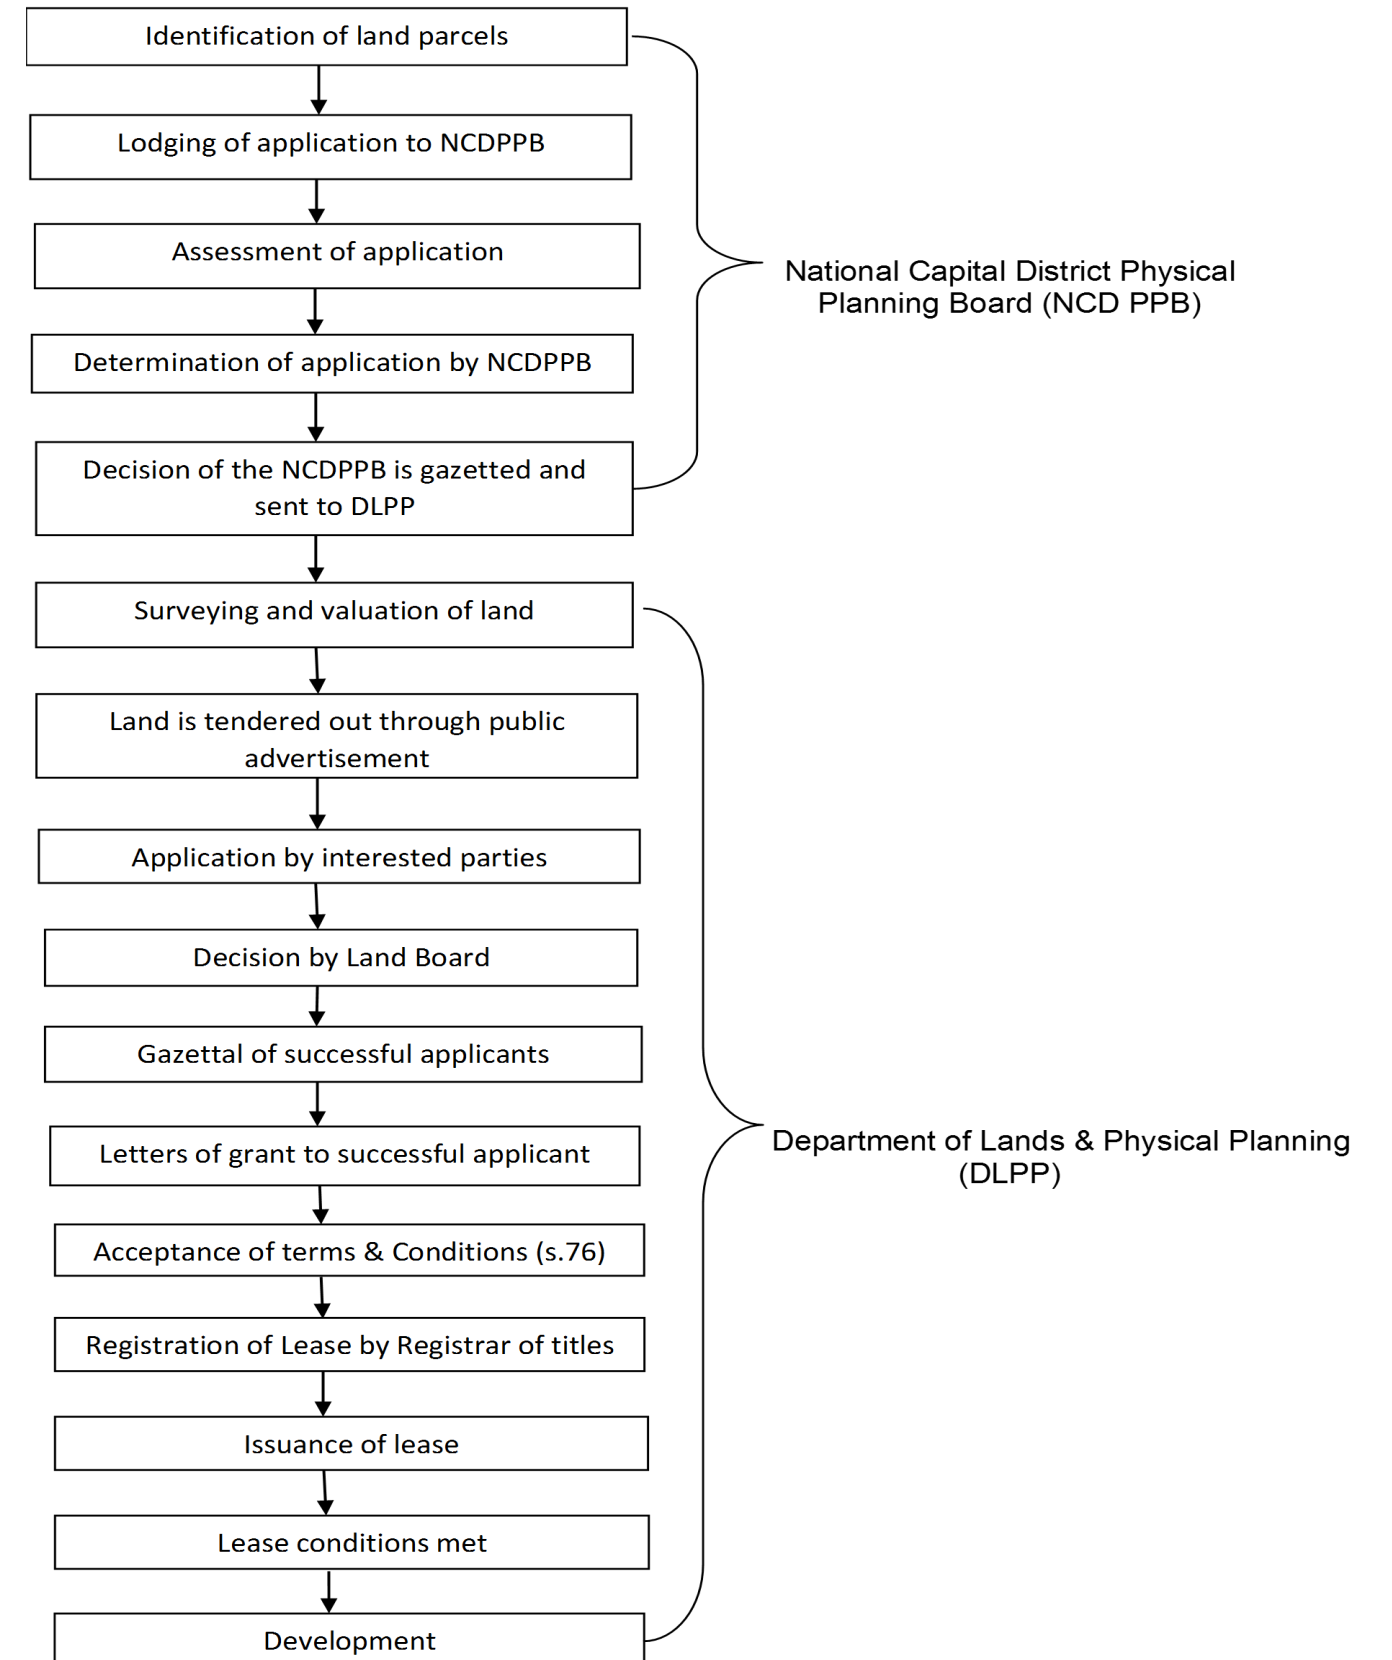 Identification of land parcels
Lodging of application to NCDPPB
Assessment of application
Determination of application by NCDPPB
Decision of the NCDPPB is gazetted and
sent to DLPP
National Capital District Physical
Planning Board (NCD PPB)
Surveying and valuation of land
Land is tendered out through public
advertisement
Application by interested parties
Decision by Land Board
Gazettal of successful applicants
Letters of grant to successful applicant
Acceptance of terms & Conditions (s.76)
Registration of Lease by Registrar of titles
Issuance of lease
Lease conditions met
Development
Department of Lands & Physical Planning
(DLPP)